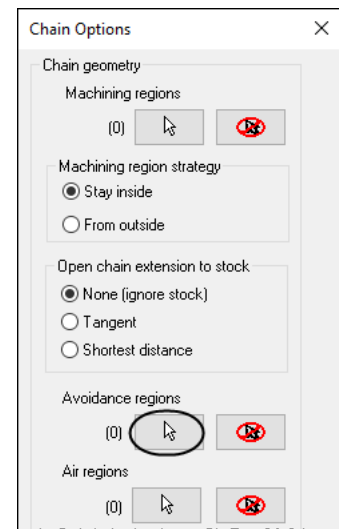 Chain Options
Chain geometry
Machining regions
(0)
Machining region strategy
Stay inside
From outside
Open chain extension to stock
None (ignore stock)
Tangent
Shortest distance
Avoidance regions
(0)
Air regions
(0)